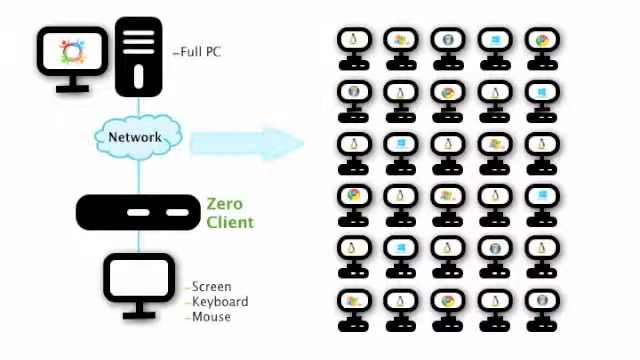 Full PC
Network
Zero
Client
Screen
Keyboard
Mouse